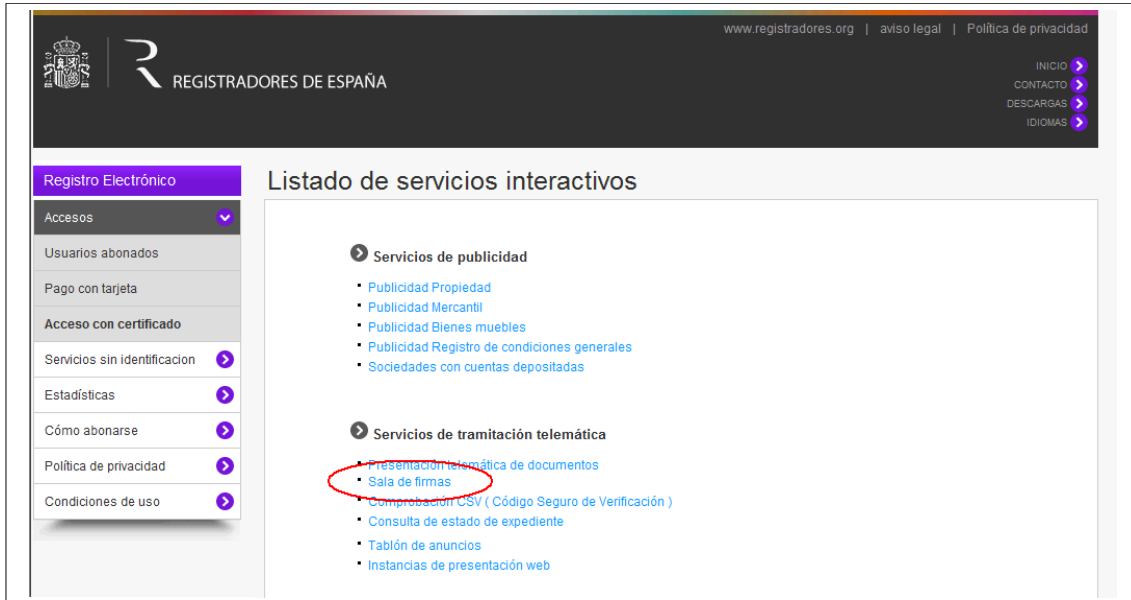 www.registradores.org | aviso legal | Política de privacidad
REGISTRADORES DE ESPAÑA
INICIO
CONTACTO
DESCARGAS
IDIOMAS
Registro Electrónico
Accesos
Usuarios abonados
Pago con tarjeta
Acceso con certificado
Servicios sin identificacion
Estadísticas
Cómo abonarse
Política de privacidad
Condiciones de uso
Listado de servicios interactivos
Servicios de publicidad
Publicidad Propiedad
Publicidad Mercantil
Publicidad Bienes muebles
Publicidad Registro de condiciones generales
Sociedades con cuentas depositadas
Servicios de tramitación telemática
Presentación telemática de documentos
Sala de firmas
Comprobación CSV ( Código Seguro de Verificación )
Consulta de estado de expediente
Tablón de anuncios
Instancias de presentación web